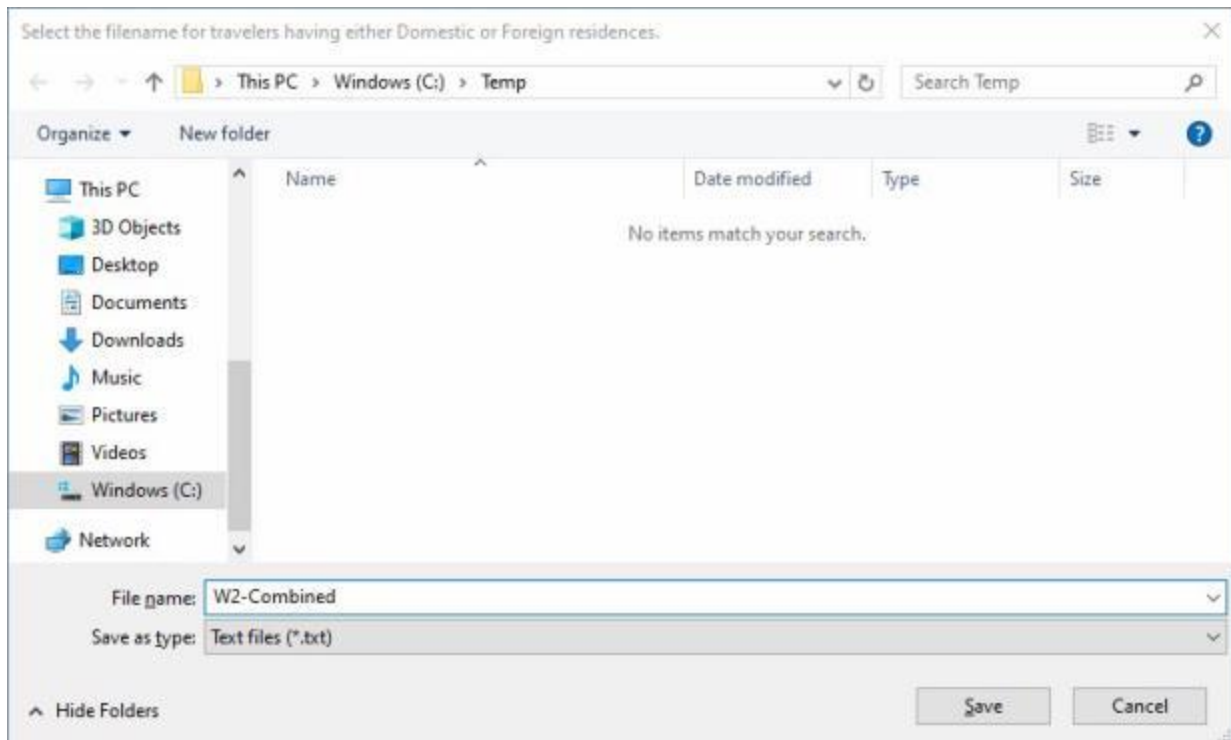 Select the filename for travelers having either Domestic or Foreign residences.
This PC > Windows (C:) > Temp
Search Temp
Organize
New folder
This PC
3D Objects
Desktop
Documents
Downloads
Music
Pictures
Videos
Windows (C:)
Network
Name
Date modified
Type
Size
No items match your search.
File name: W2-Combined
Save as type: Text files (*.txt)
Hide Folders
Save
Cancel